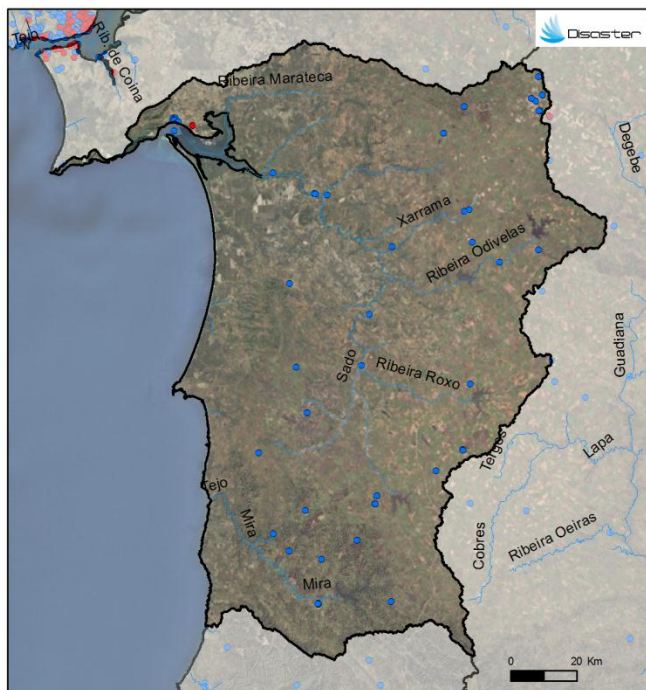 Disaster
Tejo
Rib. de Coina
Ribeira Marateca
Degebe
Xarrama
Ribeira Odivelas
Guadiana
Sado
Ribeira Roxo
Terges
Lapa
Tejo
Mira
Cobres
Ribeira Oeiras
Mira
0 20 Km